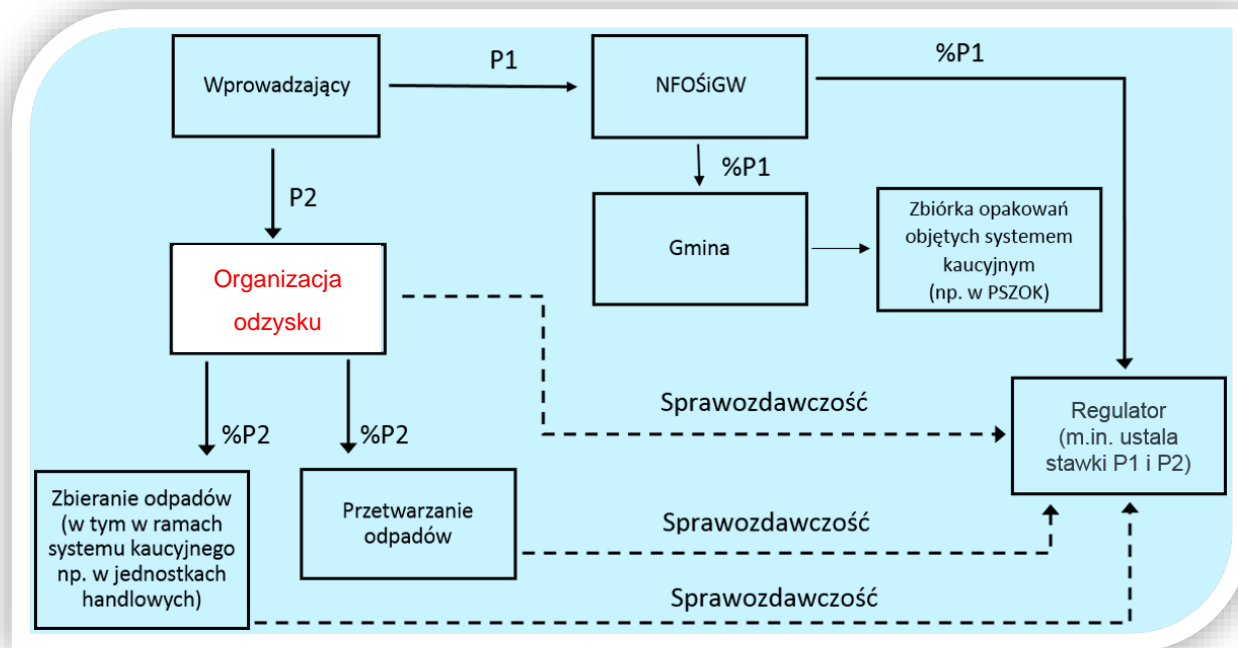 Wprowadzający
P1
NFOŚiGW
%P1
P2
%P1
Gmina
Zbiórka opakowań
objętych systemem
kaucyjnym
(np. w PSZOK)
Organizacja
odzysku
Sprawozdawczość
Regulator
(m.in. ustala
stawki P1 i P2)
%P2
%P2
Zbieranie odpadów
(w tym w ramach
systemu kaucyjnego
np. w jednostkach
handlowych)
Przetwarzanie
odpadów
Sprawozdawczość
Sprawozdawczość